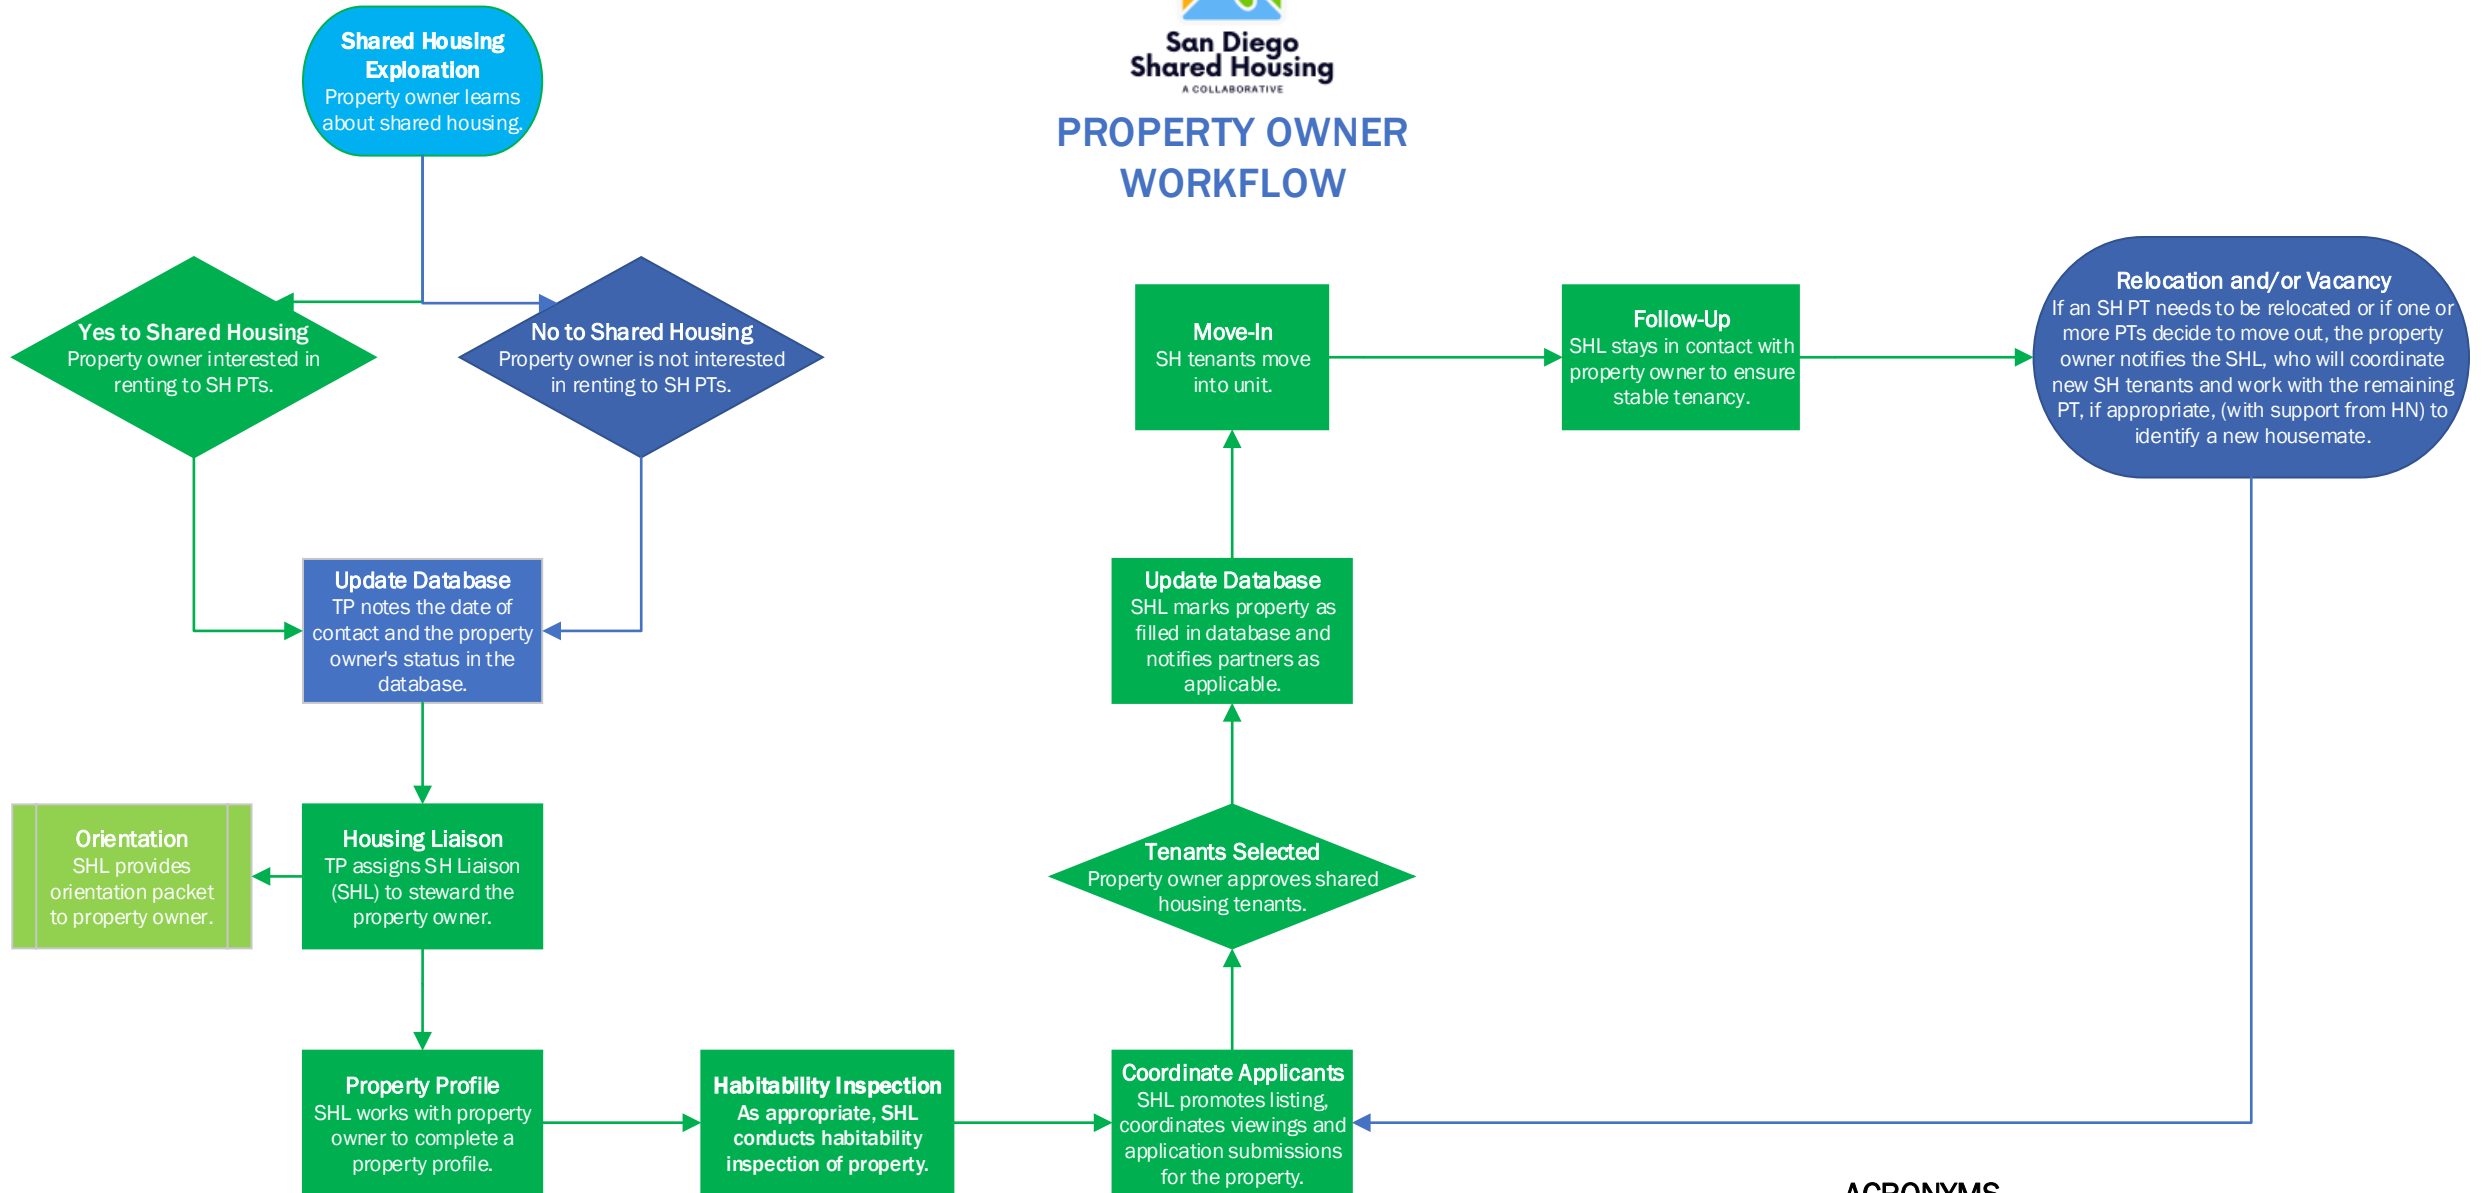 San Diego
Shared Housing
A COLLABORATIVE
PROPERTY OWNER
WORKFLOW
Shared Housing
Exploration
Property owner learns
about shared housing.
Yes to Shared Housing
Property owner interested in
renting to SH PTs.
No to Shared Housing
Property owner is not interested
in renting to SH PTs.
Update Database
TP notes the date of
contact and the property
owner's status in the
database.
Housing Liaison
TP assigns SH Liaison
(SHL) to steward the
property owner.
Orientation
SHL provides
orientation packet
to property owner.
Property Profile
SHL works with property
owner to complete a
property profile.
Habitability Inspection
As appropriate, SHL
conducts habitability
inspection of property.
Coordinate Applicants
SHL promotes listing,
coordinates viewings and
application submissions
for the property.
Tenants Selected
Property owner approves shared
housing tenants.
Update Database
SHL marks property as
filled in database and
notifies partners as
applicable.
Move-In
SH tenants move
into unit.
Follow-Up
SHL stays in contact with
property owner to ensure
stable tenancy.
Relocation and/or Vacancy
If an SH PT needs to be relocated or if one or
more PTs decide to move out, the property
owner notifies the SHL, who will coordinate
new SH tenants and work with the remaining
PT, if appropriate, (with support from HN) to
identify a new housemate.
ACRONYMS